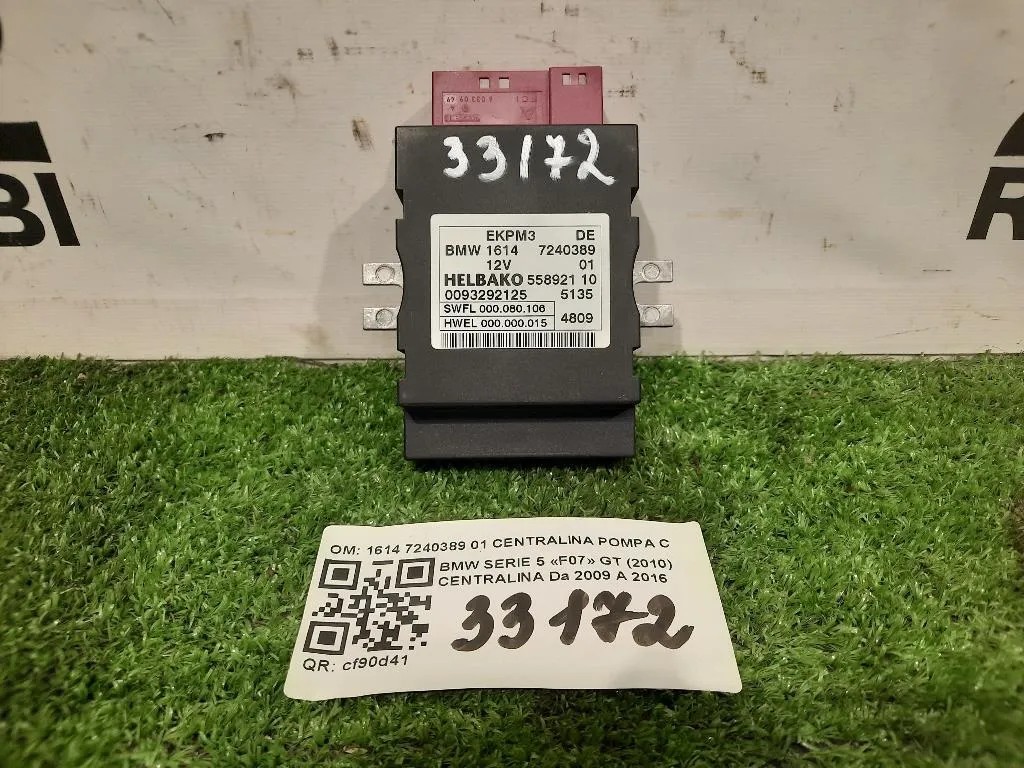 33172
EKPM3 DE
BMW 1614 7240389
12V 01
HELBAKO 558921 10
0093292125 5135
SWFL 000.080.106
HWEL 000.000.015 4809
BI
R
OM: 1614 7240389 01 CENTRALINA POMPA C
BMW SERIE 5 «F07» GT (2010)
CENTRALINA Da 2009 A 2016
33172
QR: cf90d41